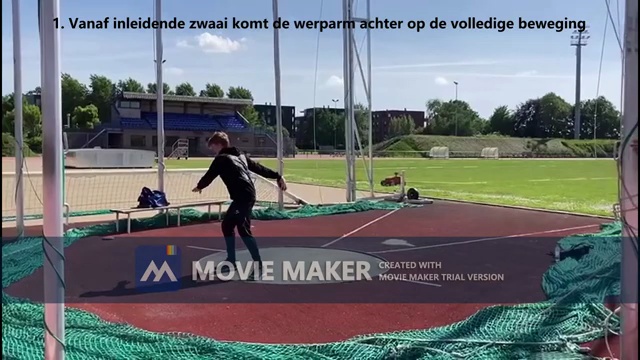 1. Vanaf inleidende zwaai komt de werparm achter op de volledige beweging
MOVIE MAKER
CREATED WITH
MOVIE MAKER TRIAL VERSION